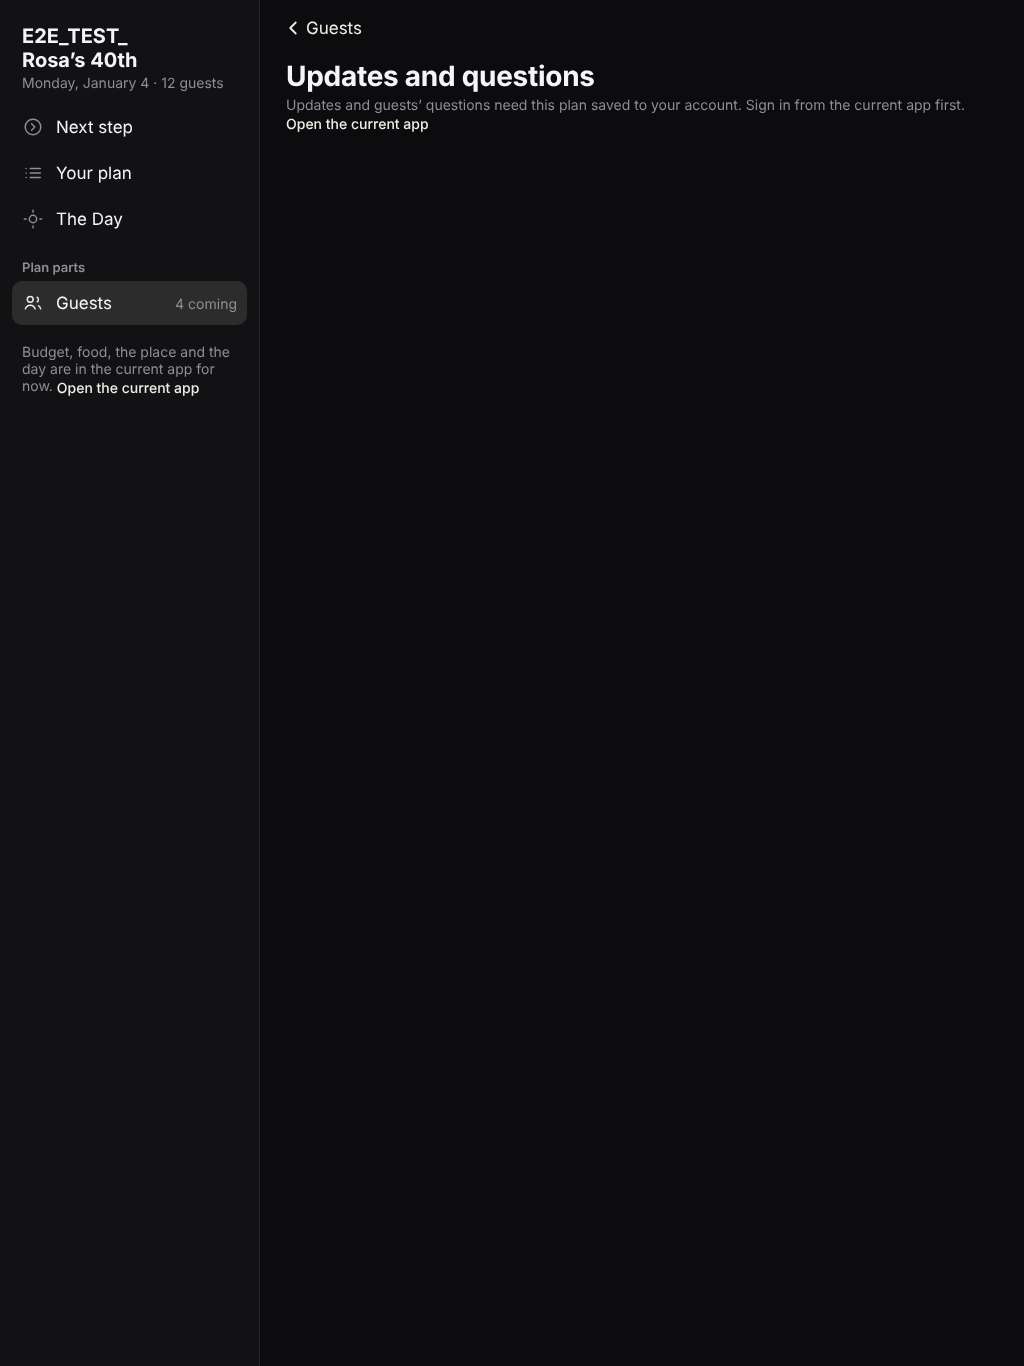 E2E_TEST_
Rosa’s 40th
Monday, January 4 · 12 guests
Next step
Your plan
The Day
Plan parts
Guests 4 coming
Budget, food, the place and the
day are in the current app for
now. Open the current app
Guests
Updates and questions
Updates and guests’ questions need this plan saved to your account. Sign in from the current app first.
Open the current app